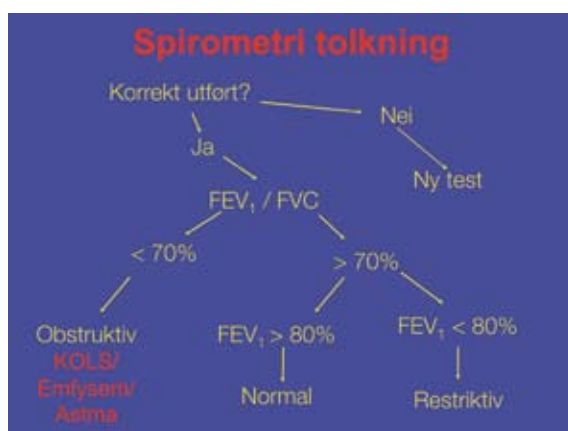 Spirometri tolkning
Korrekt utført?
Nei
Ja
Ny test
FEV₁ / FVC
< 70%
> 70%
Obstruktiv
KOLS/
Emfysem/
Astma
FEV₁ > 80%
FEV₁ < 80%
Normal
Restriktiv